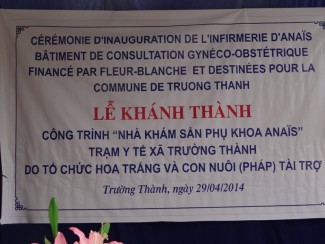 CÉRÉMONIE D'INAUGURATION DE L'INFIRMERIE D'ANAÏS
BÂTIMENT DE CONSULTATION GYNÉCO-OBSTÉTRIQUE
FINANCÉ PAR FLEUR-BLANCHE ET DESTINÉES POUR LA
COMMUNE DE TRUONG THANH
LỄ KHÁNH THÀNH
CÔNG TRÌNH “NHÀ KHÁM SẢN PHỤ KHOA ANAÏS”
TRẠM Y TẾ XÃ TRƯỜNG THÀNH
DO TỔ CHỨC HOA TRẮNG VÀ CON NUÔI (PHÁP) TÀI TRỢ
Trường Thành, ngày 29/04/2014